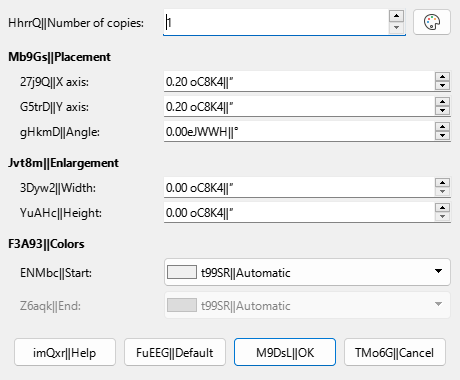 HhrrQ||Number of copies: 1
Mb9Gs||Placement
27j9Q||X axis: 0.20 oC8K4||″
G5trD||Y axis: 0.20 oC8K4||″
gHkmD||Angle: 0.00eJWWH||°
Jvt8m||Enlargement
3Dyw2||Width: 0.00 oC8K4||″
YuAHc||Height: 0.00 oC8K4||″
F3A93||Colors
ENMbc||Start: t99SR||Automatic
Z6aqk||End: t99SR||Automatic
imQxr||Help FuEEG||Default M9DsL||OK TMo6G||Cancel